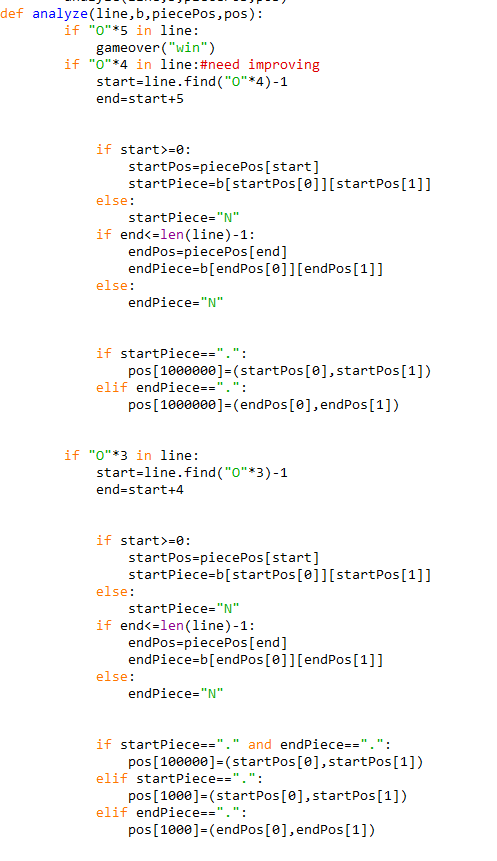 def analyze(line,b,piecePos,pos):
        if "O"*5 in line:
            gameover("win")
        if "O"*4 in line:#need improving
            start=line.find("O"*4)-1
            end=start+5
            if start>=0:
                startPos=piecePos[start]
                startPiece=b[startPos[0]][startPos[1]]
            else:
                startPiece="N"
            if end<=len(line)-1:
                endPos=piecePos[end]
                endPiece=b[endPos[0]][endPos[1]]
            else:
                endPiece="N"
            if startPiece==".":
                pos[1000000]=(startPos[0],startPos[1])
            elif endPiece==".":
                pos[1000000]=(endPos[0],endPos[1])
        if "O"*3 in line:
            start=line.find("O"*3)-1
            end=start+4
            if start>=0:
                startPos=piecePos[start]
                startPiece=b[startPos[0]][startPos[1]]
            else:
                startPiece="N"
            if end<=len(line)-1:
                endPos=piecePos[end]
                endPiece=b[endPos[0]][endPos[1]]
            else:
                endPiece="N"
            if startPiece=="." and endPiece==".":
                pos[100000]=(startPos[0],startPos[1])
            elif startPiece==".":
                pos[1000]=(startPos[0],startPos[1])
            elif endPiece==".":
                pos[1000]=(endPos[0],endPos[1])